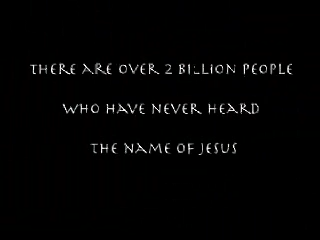 THERE ARE OVER 2 BILLION PEOPLE
WHO HAVE NEVER HEARD
THE NAME OF JESUS